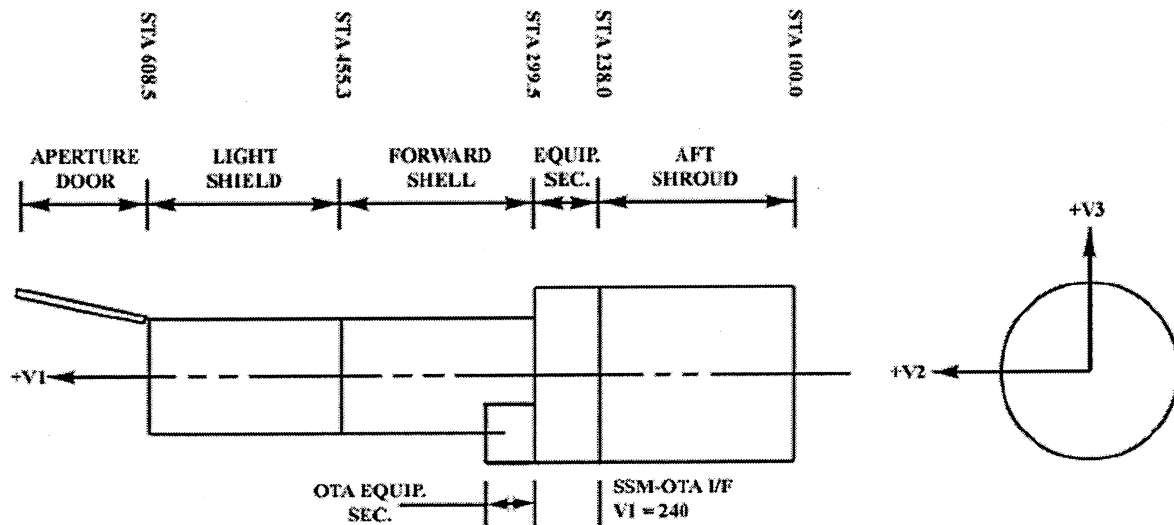 STA 608.5
STA 455.3
STA 299.5
STA 238.0
STA 100.0
APERTURE
DOOR
LIGHT
SHIELD
FORWARD
SHELL
EQUIP.
SEC.
AFT
SHROUD
+V3
+V1
+V2
OTA EQUIP.
SEC.
SSM-OTA I/F
V1 = 240